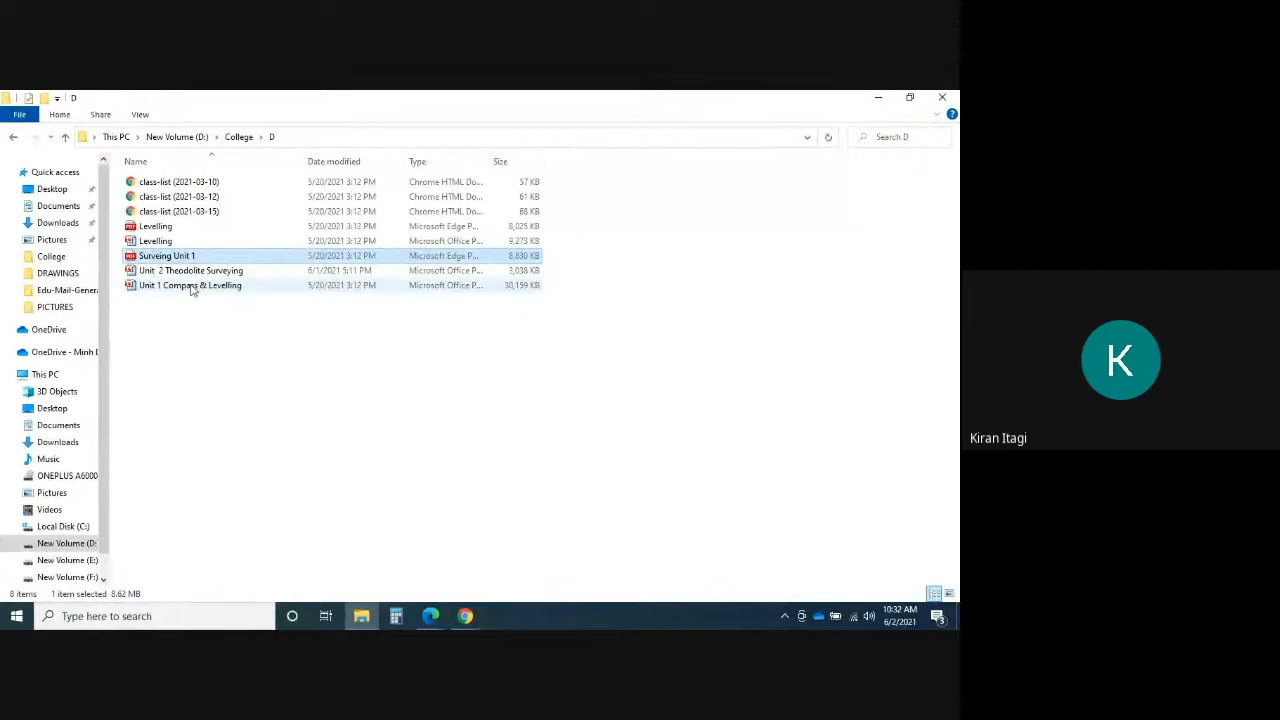 D
File Home Share View
This PC New Volume (D:) College D Search D
Name Date modified Type Size
class-list (2021-03-10) 5/20/2021 3:12 PM Chrome HTML Do... 57 KB
class-list (2021-03-12) 5/20/2021 3:12 PM Chrome HTML Do... 61 KB
class-list (2021-03-15) 5/20/2021 3:12 PM Chrome HTML Do... 68 KB
Levelling 5/20/2021 3:12 PM Microsoft Edge P... 8,025 KB
Levelling 5/20/2021 3:12 PM Microsoft Office P... 9,273 KB
Surveing Unit 1 5/20/2021 3:12 PM Microsoft Edge P... 8,830 KB
Unit 2 Theodolite Surveying 6/1/2021 5:11 PM Microsoft Office P... 3,038 KB
Unit 1 Compass & Levelling 5/20/2021 3:12 PM Microsoft Office P... 30,159 KB
Quick access
Desktop
Documents
Downloads
Pictures
College
DRAWINGS
Edu-Mail-Genera
PICTURES
OneDrive
OneDrive - Minh D
This PC
3D Objects
Desktop
Documents
Downloads
Music
ONEPLUS A6000
Pictures
Videos
Local Disk (C:)
New Volume (D:
New Volume (E:)
New Volume (F:)
8 items 1 item selected 8.62 MB
Type here to search
10:32 AM
6/2/2021
3
K
Kiran Itagi